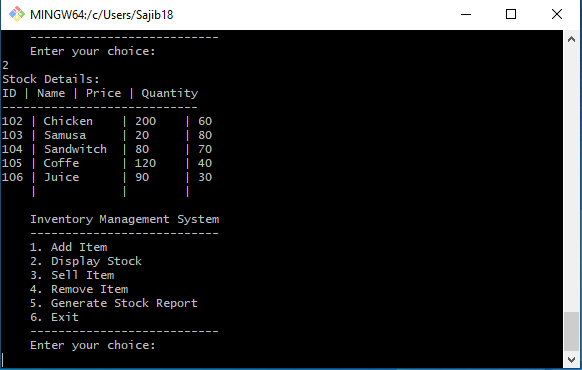 MINGW64:/c/Users/Sajib18
---------------------------
Enter your choice:
2
Stock Details:
ID | Name | Price | Quantity
----------------------------
102 | Chicken    | 200    | 60
103 | Samusa     | 20     | 80
104 | Sandwitch  | 80     | 70
105 | Coffe      | 120    | 40
106 | Juice      | 90     | 30
    |            |        |
Inventory Management System
---------------------------
1. Add Item
2. Display Stock
3. Sell Item
4. Remove Item
5. Generate Stock Report
6. Exit
---------------------------
Enter your choice: